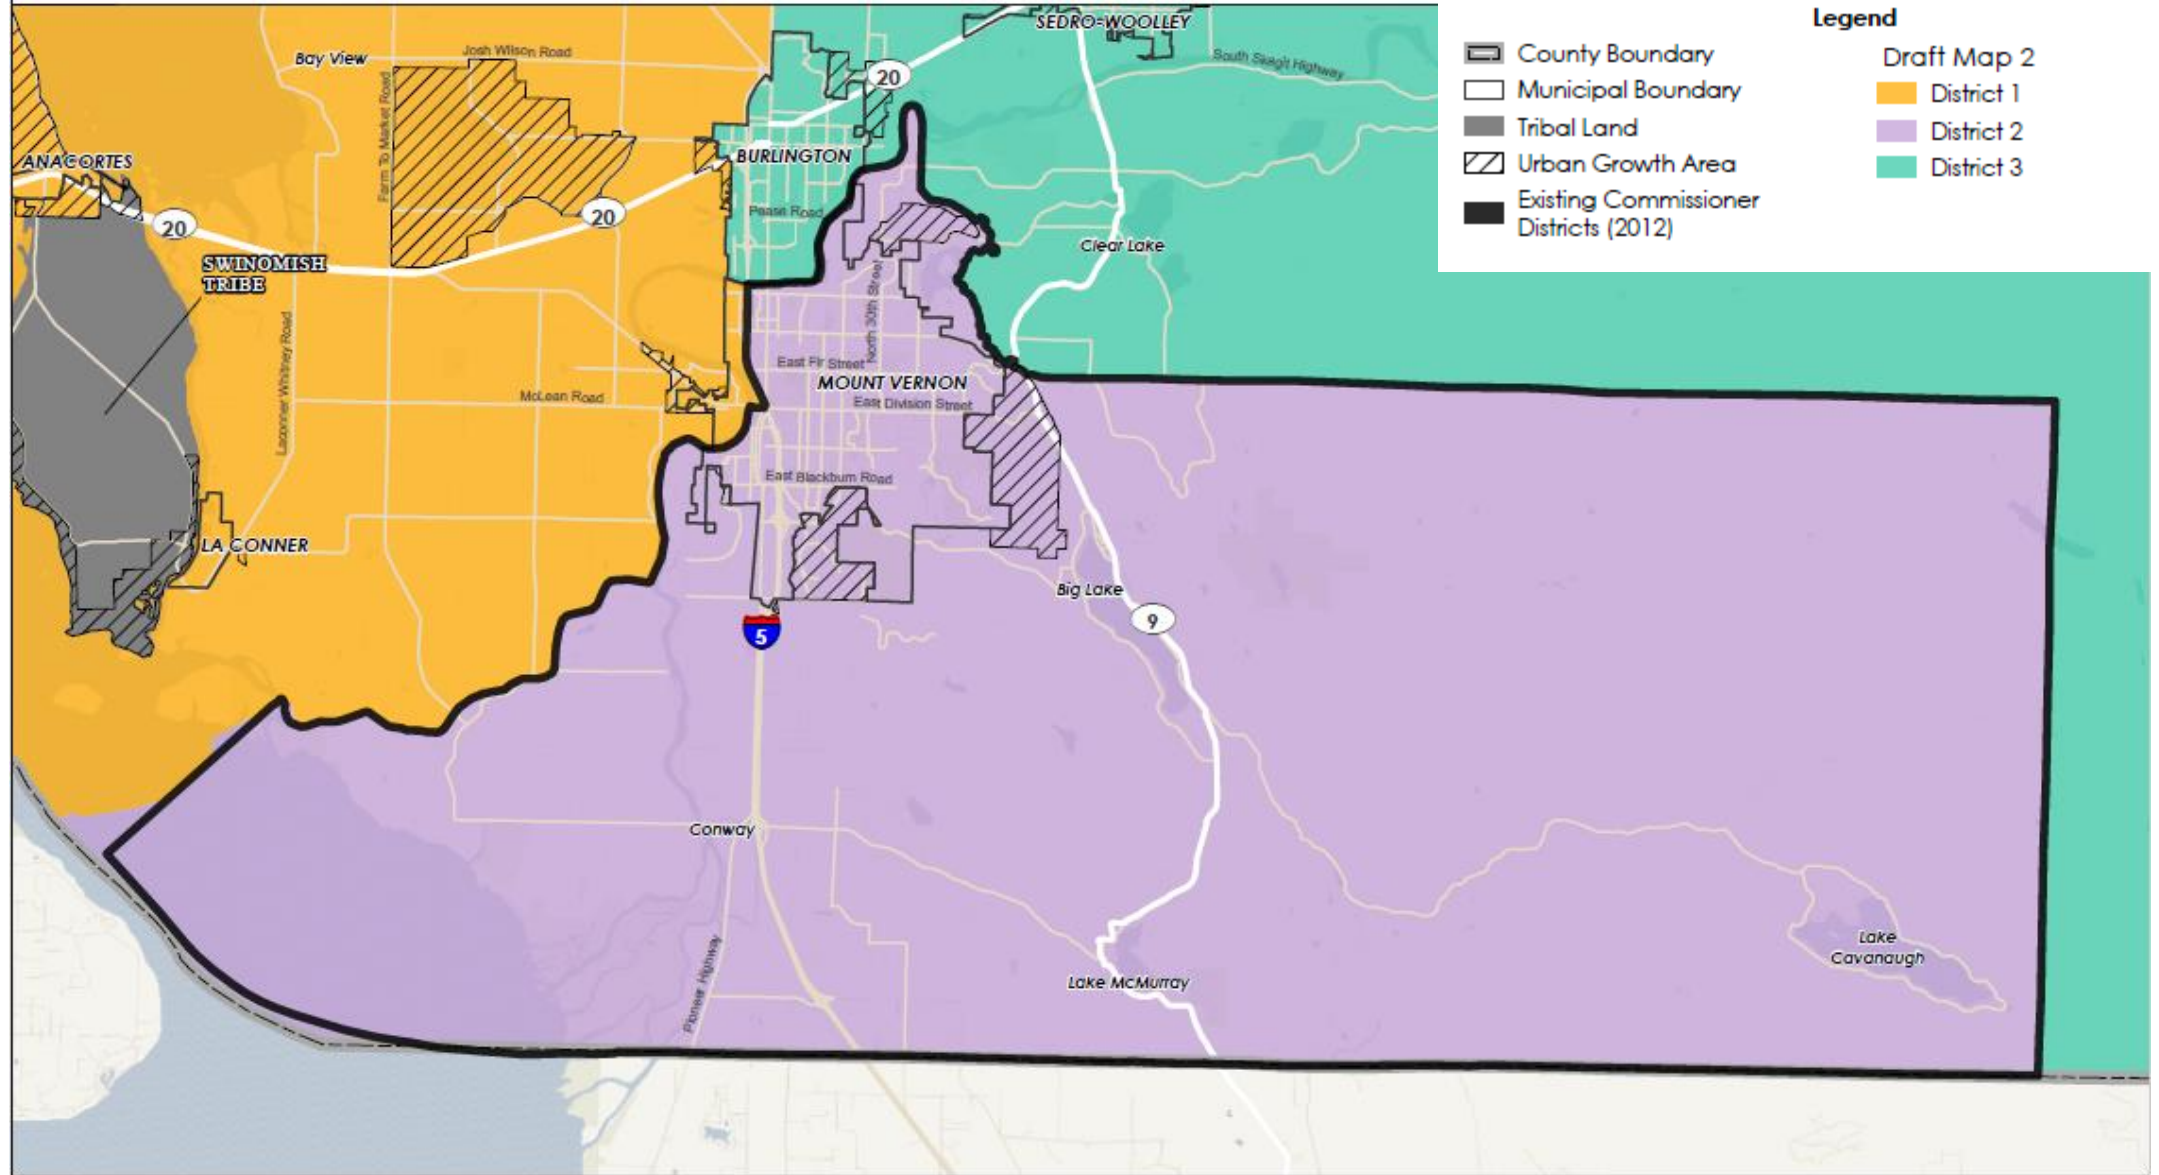 Legend
County Boundary
Municipal Boundary
Tribal Land
Urban Growth Area
Existing Commissioner
Districts (2012)
Draft Map 2
District 1
District 2
District 3
SEDRO-WOOLLEY
Josh Wilson Road
Bay View
South Skagit Highway
20
Farm To Market Road
ANACORTES
BURLINGTON
20
20
Pease Road
Clear Lake
SWINOMISH
TRIBE
North 30th Street
Laconner Whitney Road
East Fir Street
MOUNT VERNON
McLean Road
East Division Street
East Blackburn Road
LA CONNER
Big Lake
9
5
Conway
Pioneer Highway
Lake
Cavanaugh
Lake McMurray